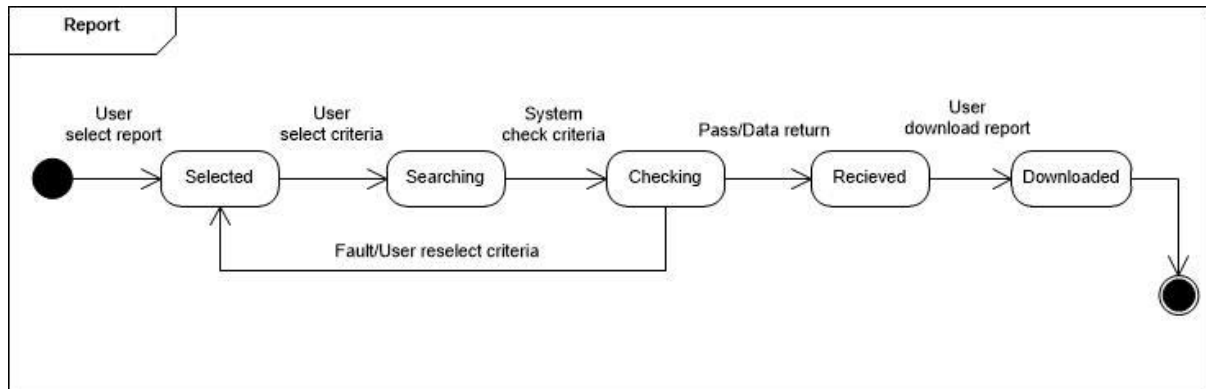 Report
User
select report
User
select criteria
System
check criteria
Pass/Data return
User
download report
Selected
Searching
Checking
Recieved
Downloaded
Fault/User reselect criteria